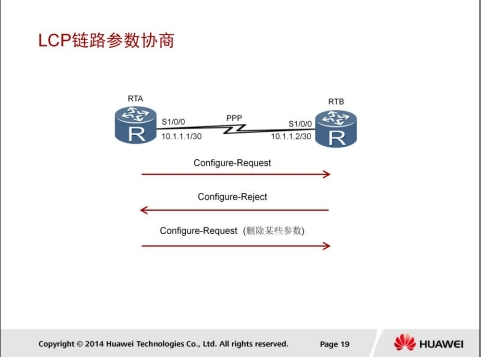 LCP链路参数协商
RTA
RTB
S1/0/0
PPP
S1/0/0
10.1.1.1/30
10.1.1.2/30
R
R
Configure-Request
Configure-Reject
Configure-Request (删除某些参数)
Copyright © 2014 Huawei Technologies Co., Ltd. All rights reserved.
Page 19
HUAWEI